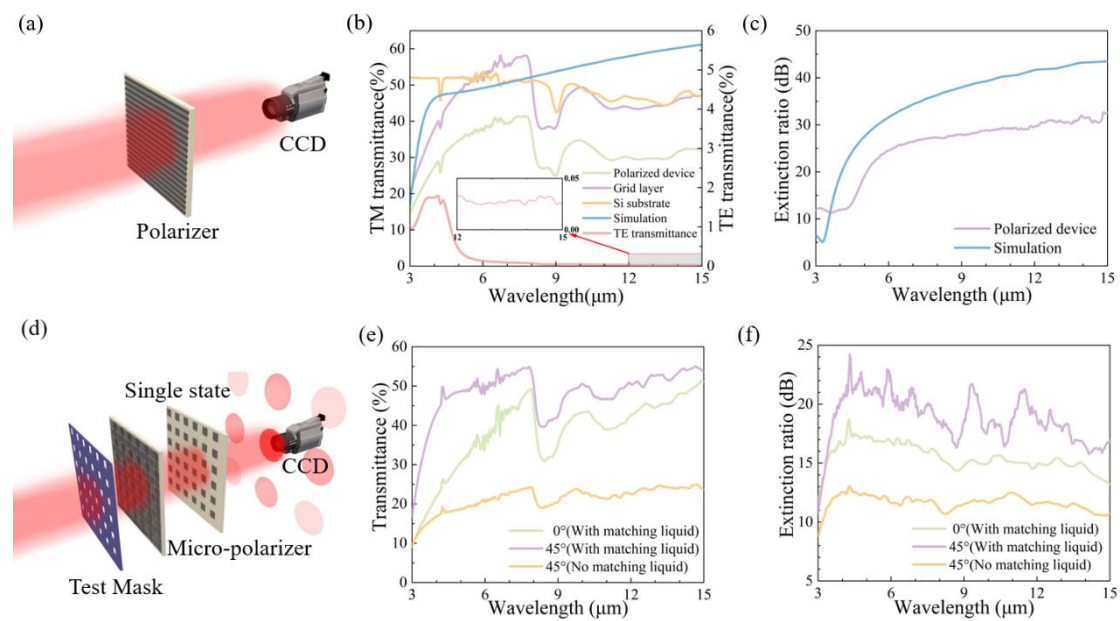 (a)
CCD
Polarizer
(b)
TM transmittance(%)
60
50
40
30
20
10
0
3
6
9
12
15
Wavelength(μm)
6
5
4
3
2
1
0
TE transmittance(%)
Polarized device
Grid layer
Si substrate
Simulation
TE transmittance
0.05
0.00
12
15
(c)
Extinction ratio (dB)
50
40
30
20
10
0
3
6
9
12
15
Wavelength (μm)
Polarized device
Simulation
(d)
Single state
CCD
Micro-polarizer
Test Mask
(e)
Transmittance (%)
60
50
40
30
20
10
0
3
6
9
12
15
Wavelength (μm)
0°(With matching liquid)
45°(With matching liquid)
45°(No matching liquid)
(f)
Extinction ratio (dB)
25
20
15
10
5
3
6
9
12
15
Wavelength (μm)
0°(With matching liquid)
45°(With matching liquid)
45°(No matching liquid)